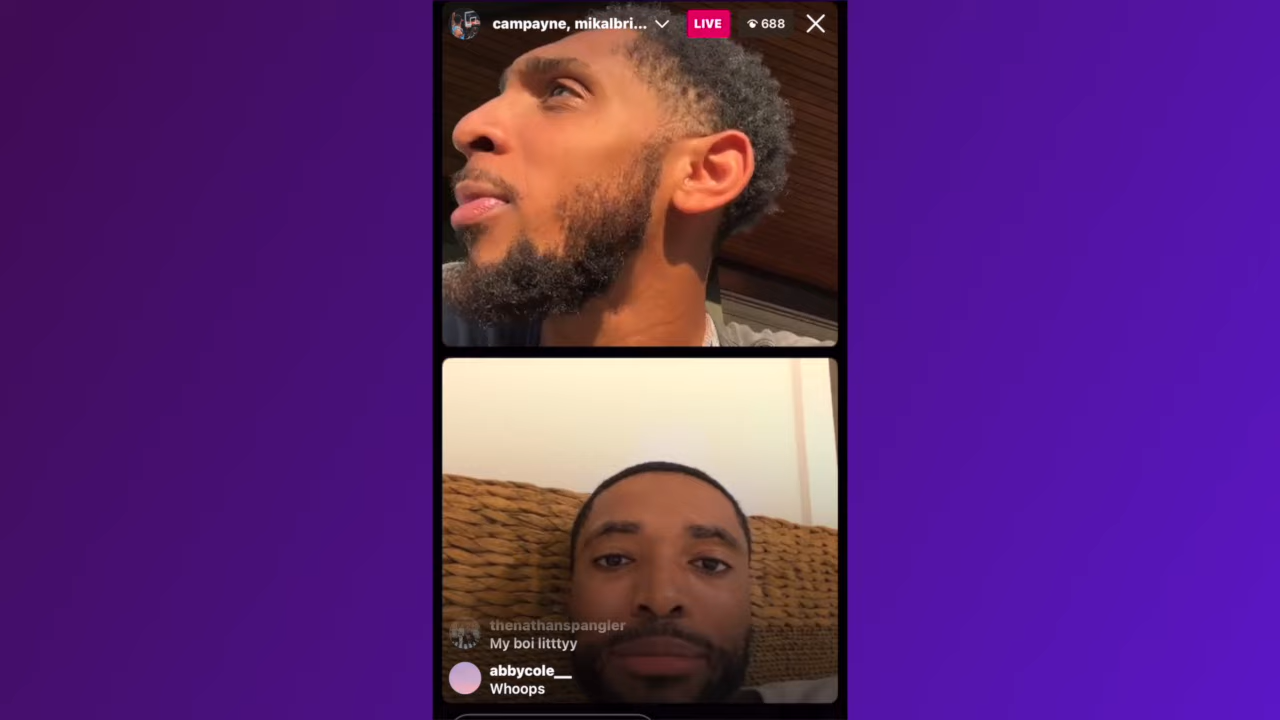 campayne, mikalbri...
LIVE
688
thenathanspangler
My boi litttyy
abbycole__
Whoops